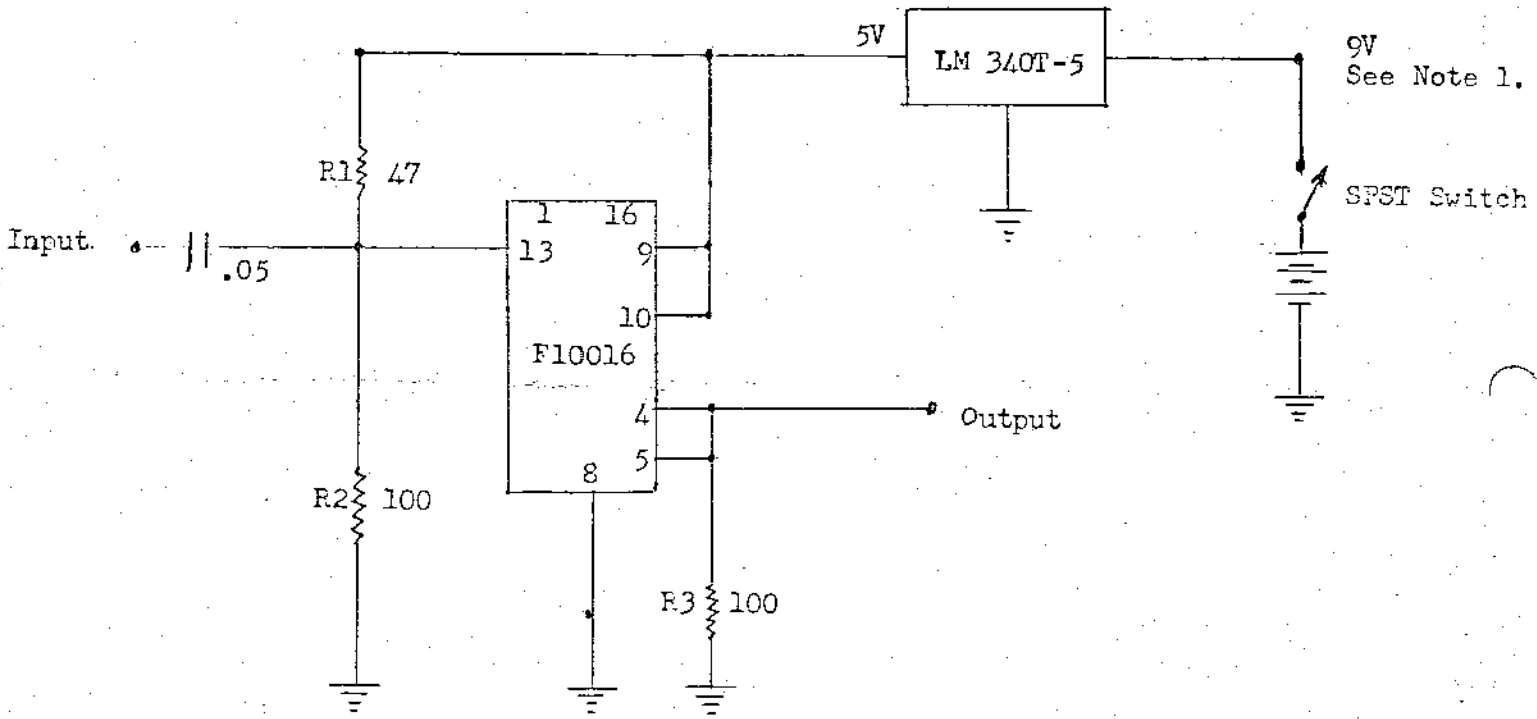 5V
LM 340T-5
9V
See Note 1.
R1 47
SPST Switch
1 16
Input.
13
9
.05
10
F10016
4
Output
5
8
R2 100
R3 100